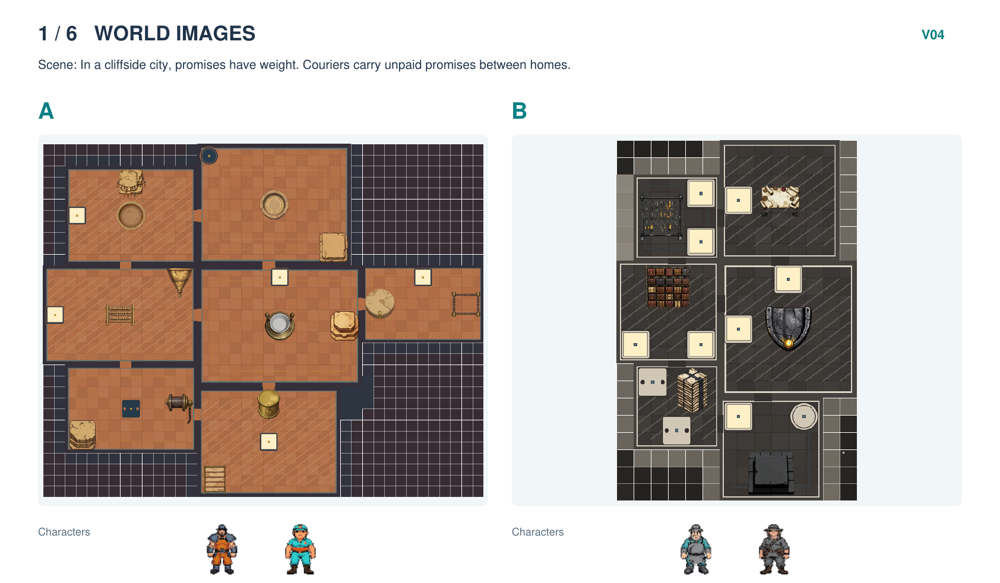 1 / 6 WORLD IMAGES
V04
Scene: In a cliffside city, promises have weight. Couriers carry unpaid promises between homes.
A
B
Characters
Characters